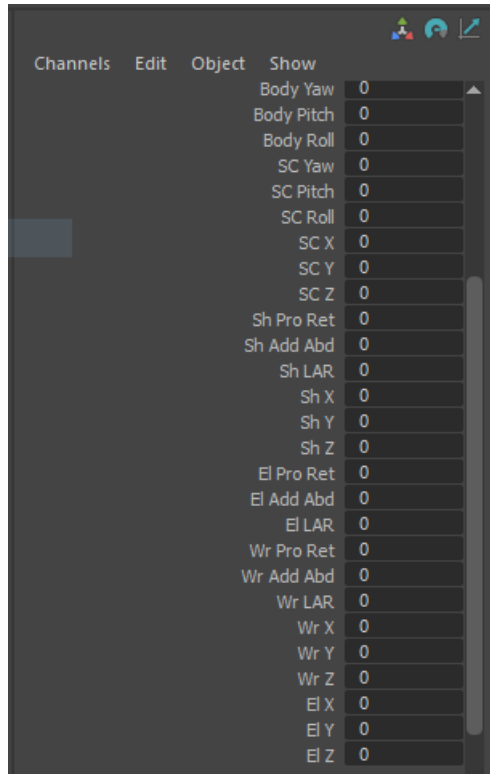 Channels Edit Object Show
Body Yaw 0
Body Pitch 0
Body Roll 0
SC Yaw 0
SC Pitch 0
SC Roll 0
SC X 0
SC Y 0
SC Z 0
Sh Pro Ret 0
Sh Add Abd 0
Sh LAR 0
Sh X 0
Sh Y 0
Sh Z 0
El Pro Ret 0
El Add Abd 0
El LAR 0
Wr Pro Ret 0
Wr Add Abd 0
Wr LAR 0
Wr X 0
Wr Y 0
Wr Z 0
El X 0
El Y 0
El Z 0